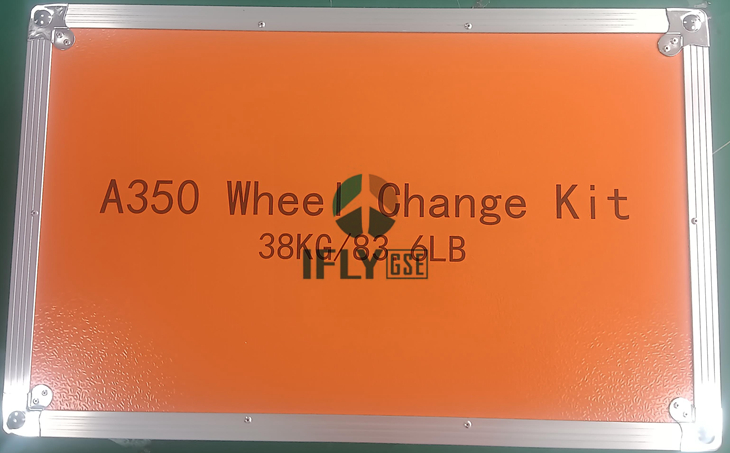 A350 Wheel Change Kit
38KG/83.6LB
IFLY GSE